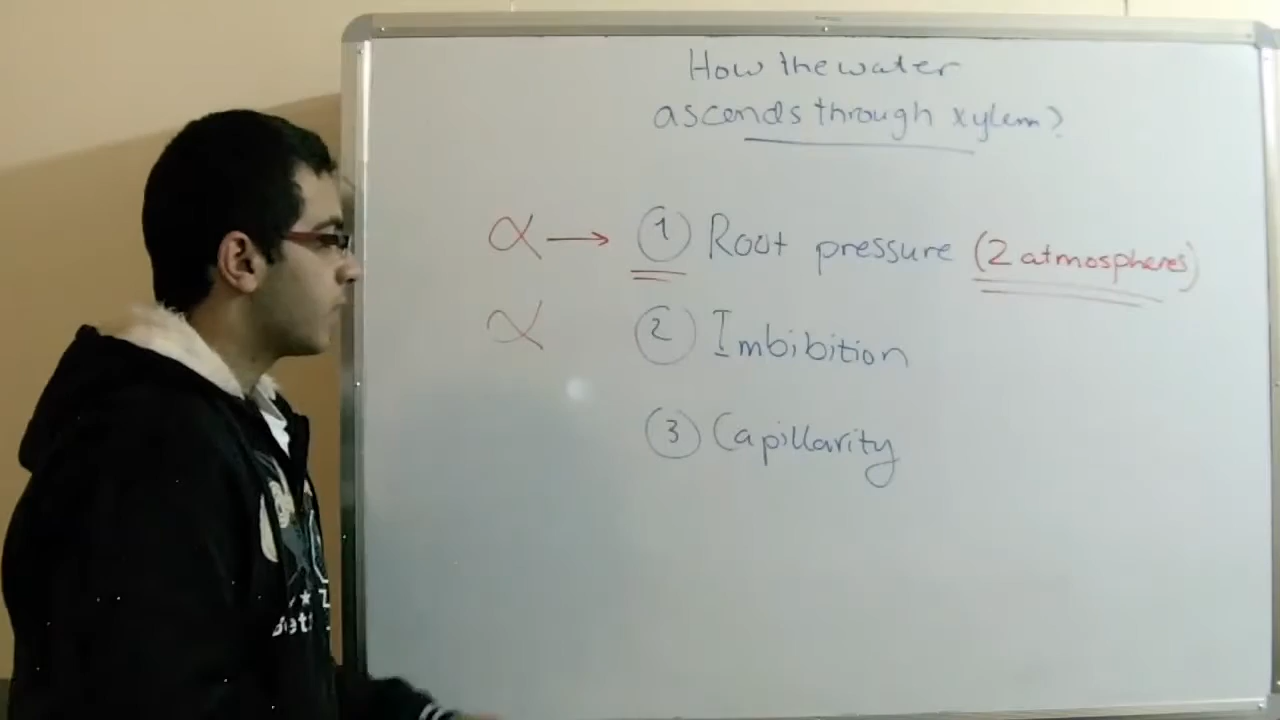 How the water
ascends through xylem?
α → ① Root pressure (2 atmospheres)
α ② Imbibition
③ Capillarity